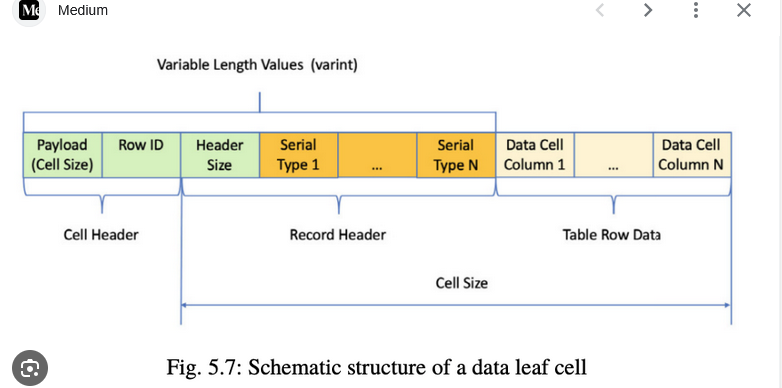 Me
Medium
Variable Length Values (varint)
Payload
(Cell Size)
Row ID
Header
Size
Serial
Type 1
...
Serial
Type N
Data Cell
Column 1
...
Data Cell
Column N
Cell Header
Record Header
Table Row Data
Cell Size
Fig. 5.7: Schematic structure of a data leaf cell